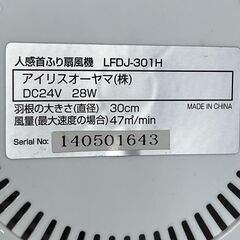 人感首ふり扇風機 LFDJ-301H
アイリスオーヤマ(株)
DC24V 28W
羽根の大きさ(直径) 30cm
風量(最大速度の場合)47㎥/min
MADE IN CHINA
Serial No: 140501643